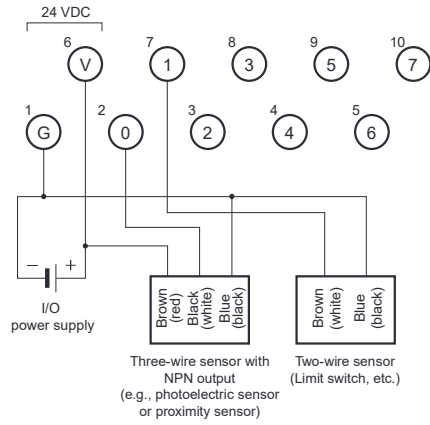 24 VDC
6
V
7
1
8
3
9
5
10
7
1
G
2
0
3
2
4
4
5
6
–
+
I/O
power supply
Brown
(red)
Black
(white)
Blue
(black)
Brown
(white)
Blue
(black)
Three-wire sensor with
NPN output
(e.g., photoelectric sensor
or proximity sensor)
Two-wire sensor
(Limit switch, etc.)